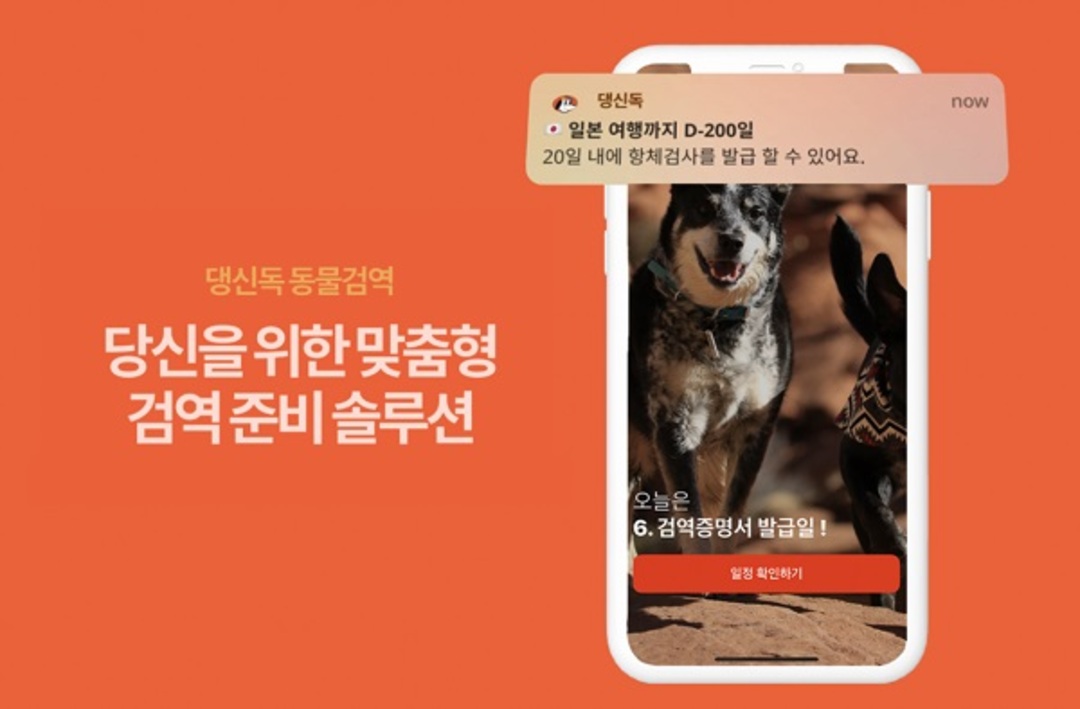 댕신독 동물검역
당신을 위한 맞춤형
검역 준비 솔루션
댕신독
now
일본 여행까지 D-200일
20일 내에 항체검사를 발급 할 수 있어요.
오늘은
6. 검역증명서 발급일 !
일정 확인하기